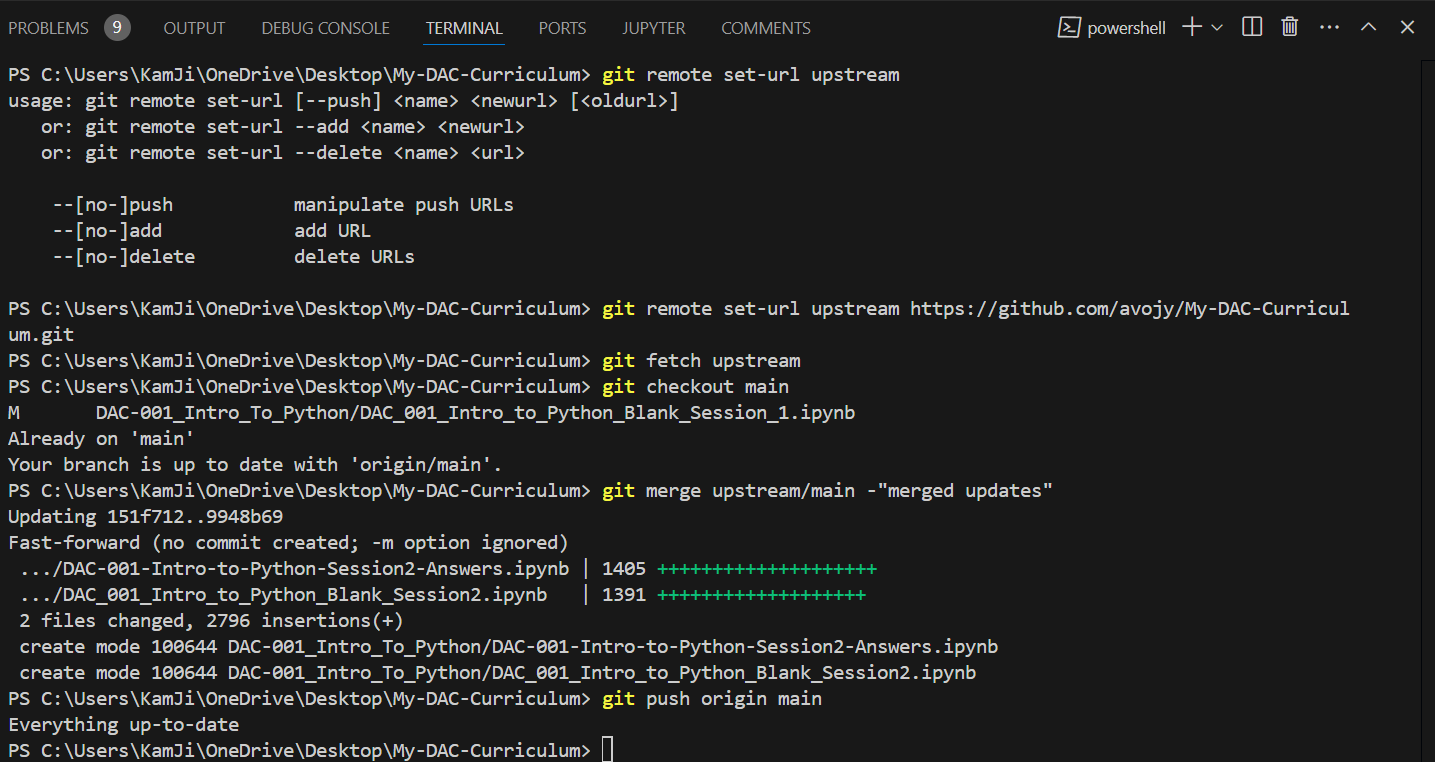 PROBLEMS 9 OUTPUT DEBUG CONSOLE TERMINAL PORTS JUPYTER COMMENTS powershell
PS C:\Users\KamJi\OneDrive\Desktop\My-DAC-Curriculum> git remote set-url upstream
usage: git remote set-url [--push] <name> <newurl> [<oldurl>]
   or: git remote set-url --add <name> <newurl>
   or: git remote set-url --delete <name> <url>

    --[no-]push           manipulate push URLs
    --[no-]add            add URL
    --[no-]delete         delete URLs

PS C:\Users\KamJi\OneDrive\Desktop\My-DAC-Curriculum> git remote set-url upstream https://github.com/avojy/My-DAC-Curricul
um.git
PS C:\Users\KamJi\OneDrive\Desktop\My-DAC-Curriculum> git fetch upstream
PS C:\Users\KamJi\OneDrive\Desktop\My-DAC-Curriculum> git checkout main
M       DAC-001_Intro_To_Python/DAC_001_Intro_to_Python_Blank_Session_1.ipynb
Already on 'main'
Your branch is up to date with 'origin/main'.
PS C:\Users\KamJi\OneDrive\Desktop\My-DAC-Curriculum> git merge upstream/main -"merged updates"
Updating 151f712..9948b69
Fast-forward (no commit created; -m option ignored)
 .../DAC-001-Intro-to-Python-Session2-Answers.ipynb | 1405 ++++++++++++++++++++
 .../DAC_001_Intro_to_Python_Blank_Session2.ipynb   | 1391 +++++++++++++++++++
 2 files changed, 2796 insertions(+)
 create mode 100644 DAC-001_Intro_To_Python/DAC-001-Intro-to-Python-Session2-Answers.ipynb
 create mode 100644 DAC-001_Intro_To_Python/DAC_001_Intro_to_Python_Blank_Session2.ipynb
PS C:\Users\KamJi\OneDrive\Desktop\My-DAC-Curriculum> git push origin main
Everything up-to-date
PS C:\Users\KamJi\OneDrive\Desktop\My-DAC-Curriculum>